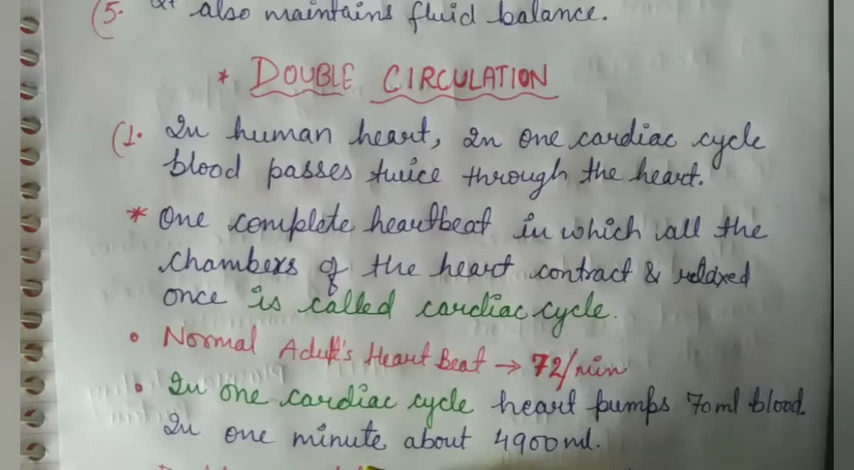 (5. It also maintains fluid balance.
* DOUBLE CIRCULATION
(1. In human heart, In one cardiac cycle
blood passes twice through the heart.
* One complete heartbeat in which all the
chambers of the heart contract & relaxed
once is called cardiac cycle.
• Normal Adult's Heart Beat → 72/min
• In one cardiac cycle heart pumps 70ml blood.
In one minute about 4900ml.